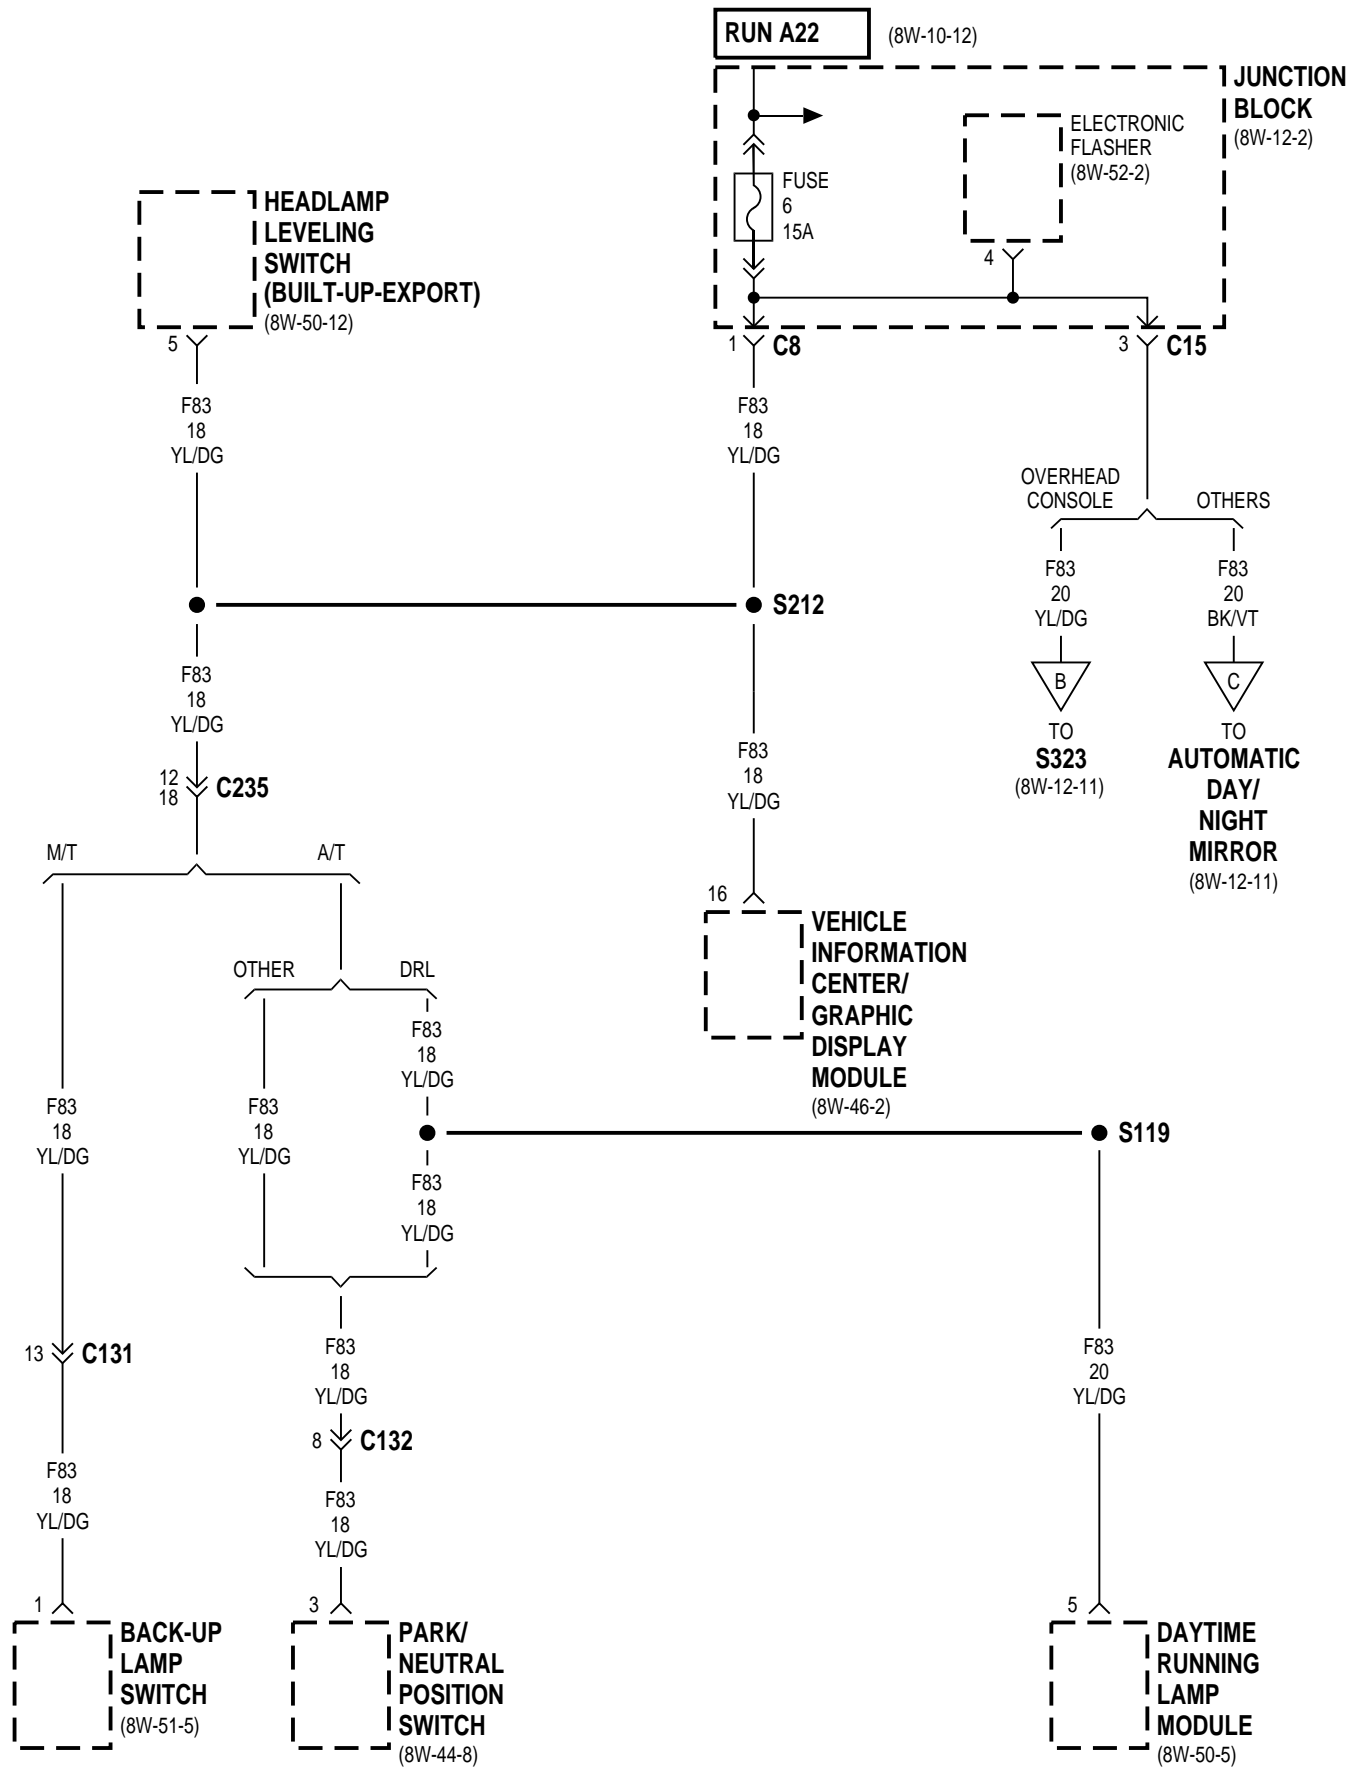 RUN A22
(8W-10-12)
JUNCTION
BLOCK
(8W-12-2)
ELECTRONIC
FLASHER
(8W-52-2)
FUSE
6
15A
4
HEADLAMP
LEVELING
SWITCH
(BUILT-UP-EXPORT)
(8W-50-12)
5
1
C8
3
C15
F83
18
YL/DG
F83
18
YL/DG
OVERHEAD
CONSOLE
OTHERS
F83
20
YL/DG
F83
20
BK/VT
S212
B
C
F83
18
YL/DG
TO
S323
(8W-12-11)
TO
AUTOMATIC
DAY/
NIGHT
MIRROR
(8W-12-11)
F83
18
YL/DG
12
18
C235
M/T
A/T
16
VEHICLE
INFORMATION
CENTER/
GRAPHIC
DISPLAY
MODULE
(8W-46-2)
OTHER
DRL
F83
18
YL/DG
F83
18
YL/DG
F83
18
YL/DG
S119
F83
18
YL/DG
13
C131
F83
18
YL/DG
F83
20
YL/DG
8
C132
F83
18
YL/DG
F83
18
YL/DG
1
BACK-UP
LAMP
SWITCH
(8W-51-5)
3
PARK/
NEUTRAL
POSITION
SWITCH
(8W-44-8)
5
DAYTIME
RUNNING
LAMP
MODULE
(8W-50-5)